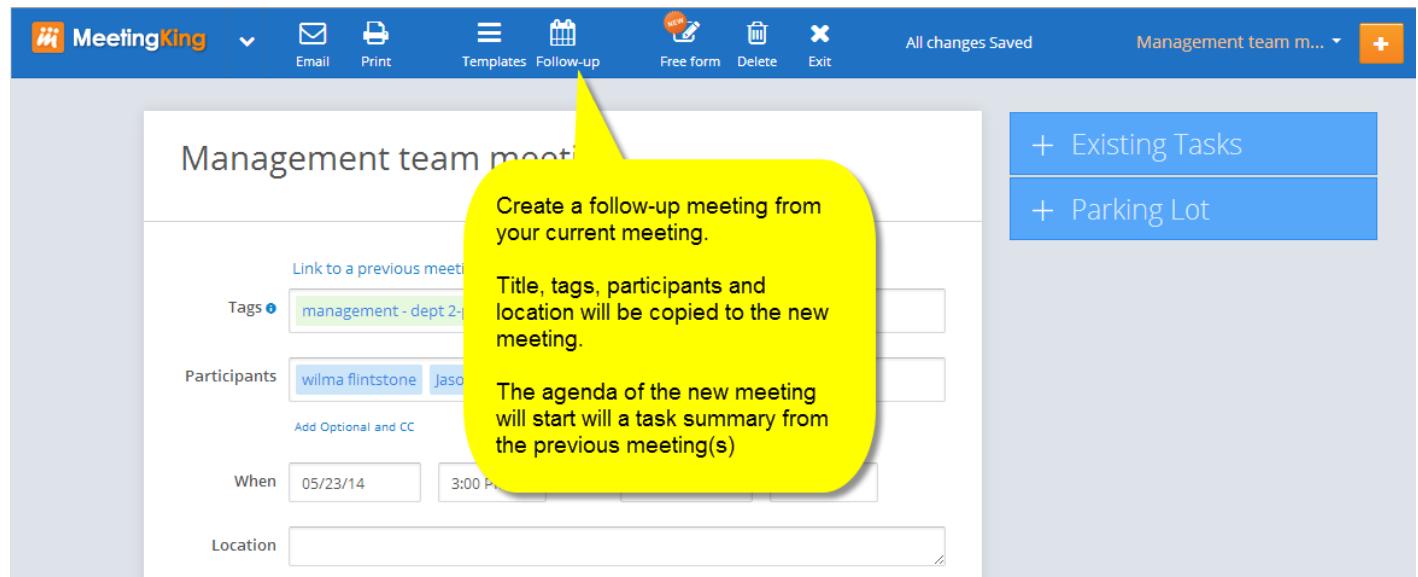 MeetingKing
Email
Print
Templates
Follow-up
NEW
Free form
Delete
Exit
All changes Saved
Management team m...
Management team
+ Existing Tasks
+ Parking Lot
Create a follow-up meeting from
your current meeting.
Title, tags, participants and
location will be copied to the new
meeting.
The agenda of the new meeting
will start will a task summary from
the previous meeting(s)
Link to a previous
Tags
management - dept
Participants
wilma flintstone
Add Optional and CC
When
05/23/14
3:00
Location